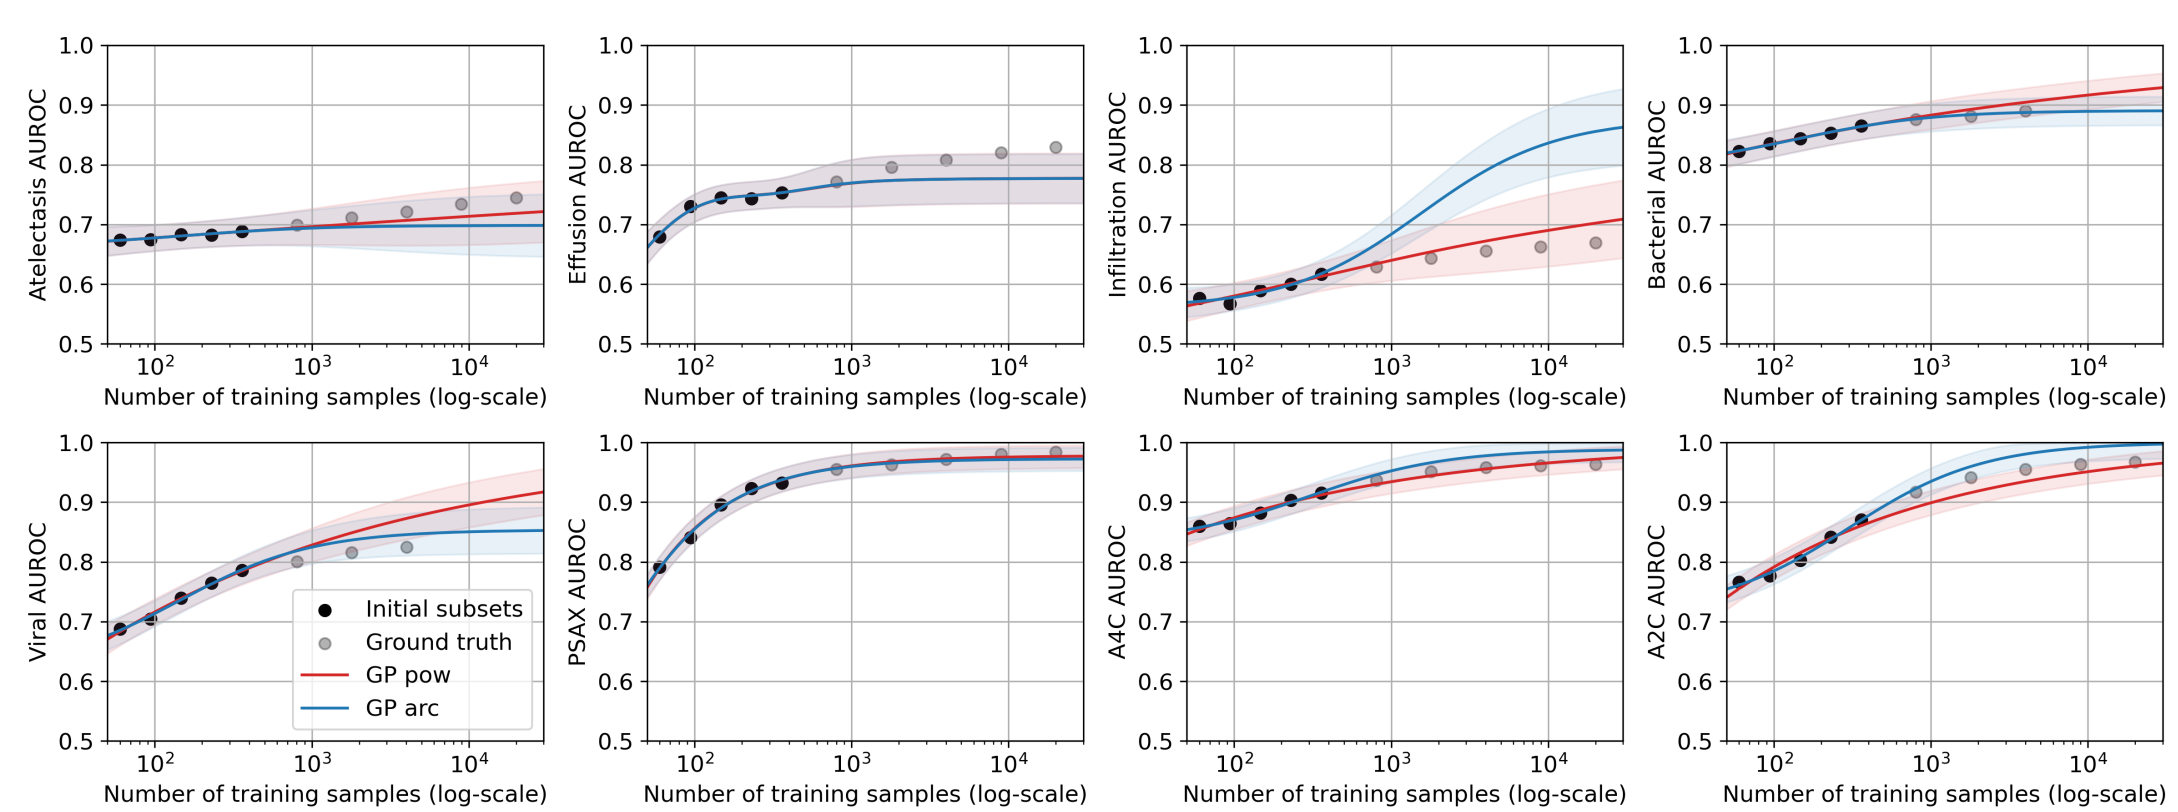 1.0
0.9
0.8
0.7
0.6
0.5
Atelectasis AUROC
10² 10³ 10⁴
Number of training samples (log-scale)
1.0
0.9
0.8
0.7
0.6
0.5
Effusion AUROC
10² 10³ 10⁴
Number of training samples (log-scale)
1.0
0.9
0.8
0.7
0.6
0.5
Infiltration AUROC
10² 10³ 10⁴
Number of training samples (log-scale)
1.0
0.9
0.8
0.7
0.6
0.5
Bacterial AUROC
10² 10³ 10⁴
Number of training samples (log-scale)
1.0
0.9
0.8
0.7
0.6
0.5
Viral AUROC
Initial subsets
Ground truth
GP pow
GP arc
10² 10³ 10⁴
Number of training samples (log-scale)
1.0
0.9
0.8
0.7
0.6
0.5
PSAX AUROC
10² 10³ 10⁴
Number of training samples (log-scale)
1.0
0.9
0.8
0.7
0.6
0.5
A4C AUROC
10² 10³ 10⁴
Number of training samples (log-scale)
1.0
0.9
0.8
0.7
0.6
0.5
A2C AUROC
10² 10³ 10⁴
Number of training samples (log-scale)